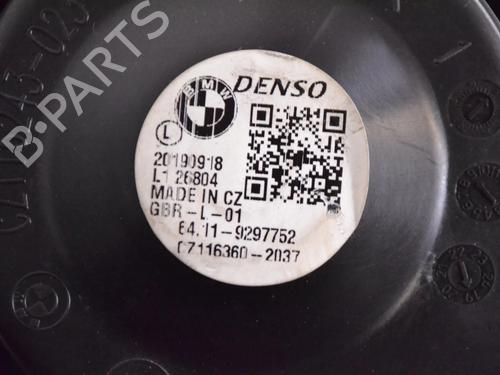 BMW
DENSO
L
20190918
L1 26804
MADE IN CZ
GBR-L-01
64.11-9297752
CZ116360-2037
B-PARTS